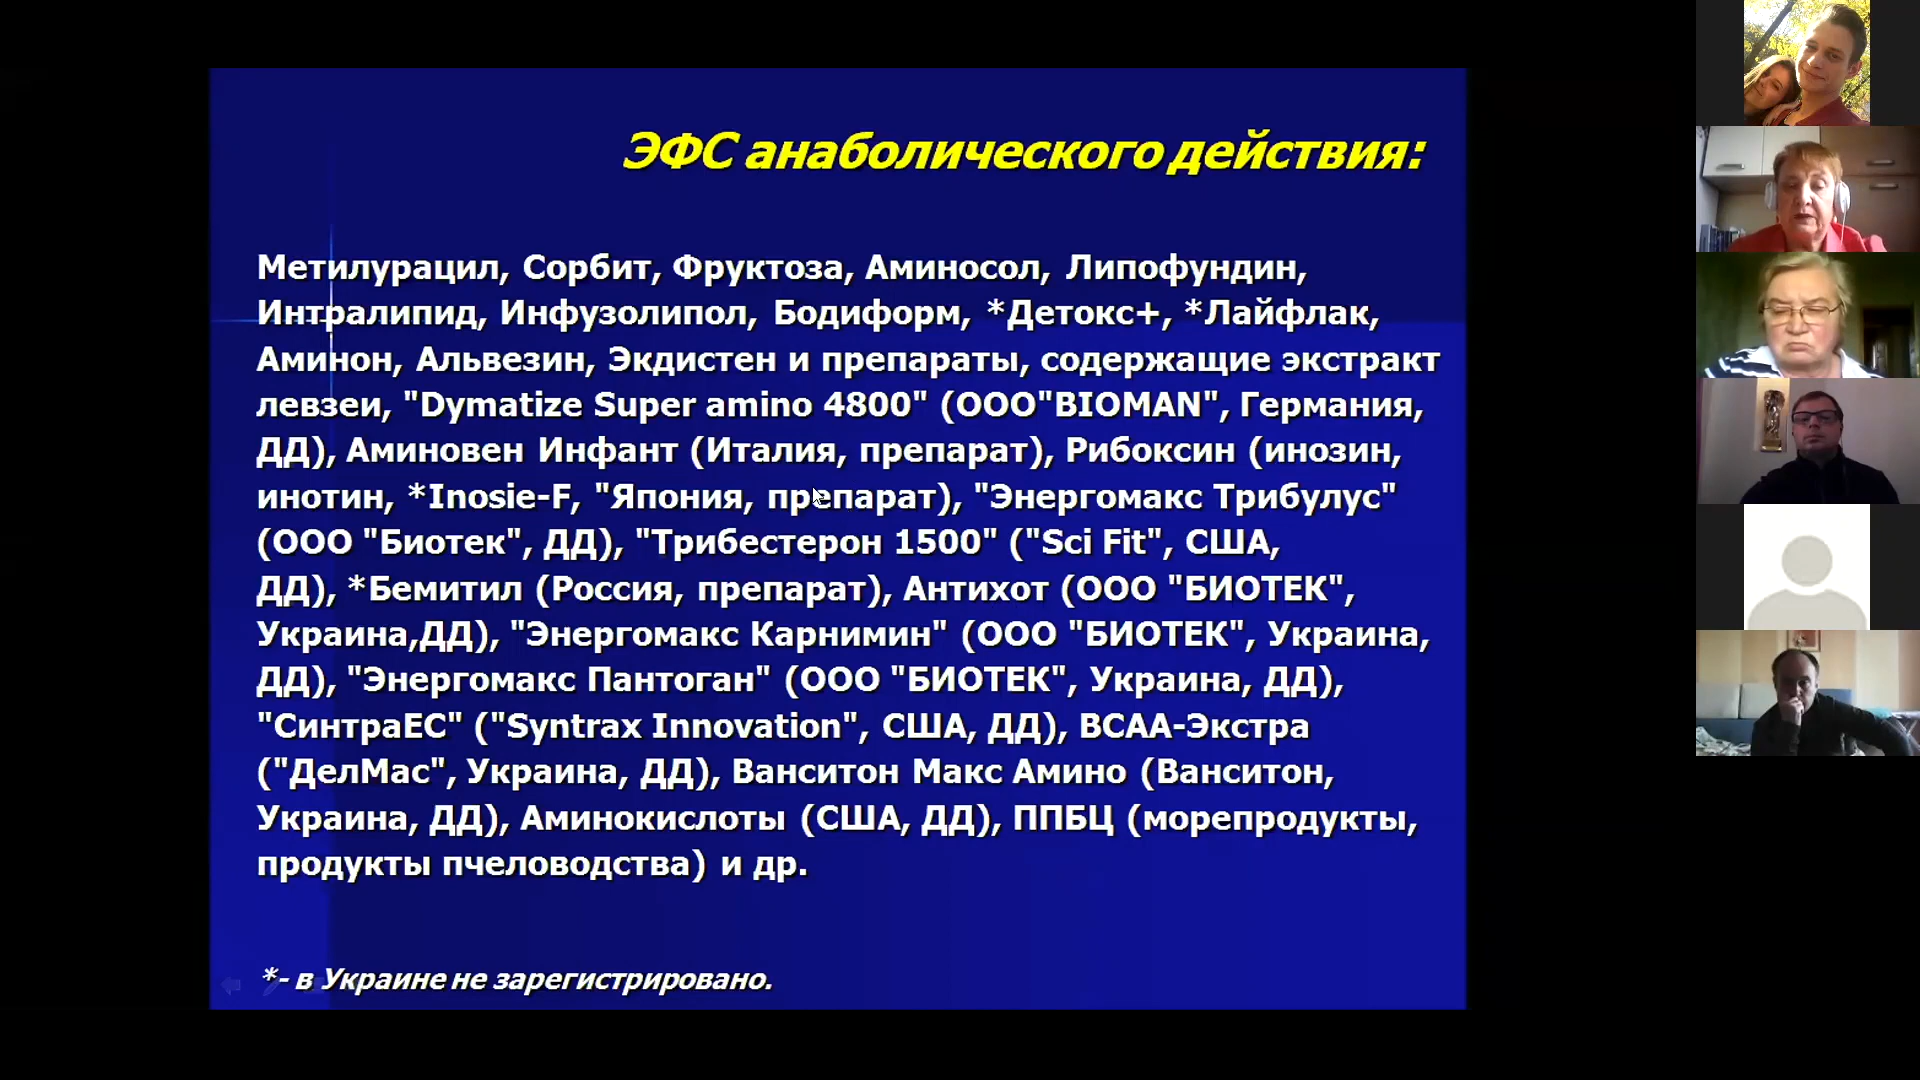 ЭФС анаболического действия:
Метилурацил, Сорбит, Фруктоза, Аминосол, Липофундин,
Интралипид, Инфузолипол, Бодиформ, *Детокс+, *Лайфлак,
Аминон, Альвезин, Экдистен и препараты, содержащие экстракт
левзеи, "Dymatize Super amino 4800" (ООО"BIOMAN", Германия,
ДД), Аминовен Инфант (Италия, препарат), Рибоксин (инозин,
инотин, *Inosie-F, "Япония, препарат), "Энергомакс Трибулус"
(ООО "Биотек", ДД), "Трибестерон 1500" ("Sci Fit", США,
ДД), *Бемитил (Россия, препарат), Антихот (ООО "БИОТЕК",
Украина,ДД), "Энергомакс Карнимин" (ООО "БИОТЕК", Украина,
ДД), "Энергомакс Пантоган" (ООО "БИОТЕК", Украина, ДД),
"СинтраЕС" ("Syntrax Innovation", США, ДД), ВСАА-Экстра
("ДелМас", Украина, ДД), Ванситон Макс Амино (Ванситон,
Украина, ДД), Аминокислоты (США, ДД), ППБЦ (морепродукты,
продукты пчеловодства) и др.
*- в Украине не зарегистрировано.